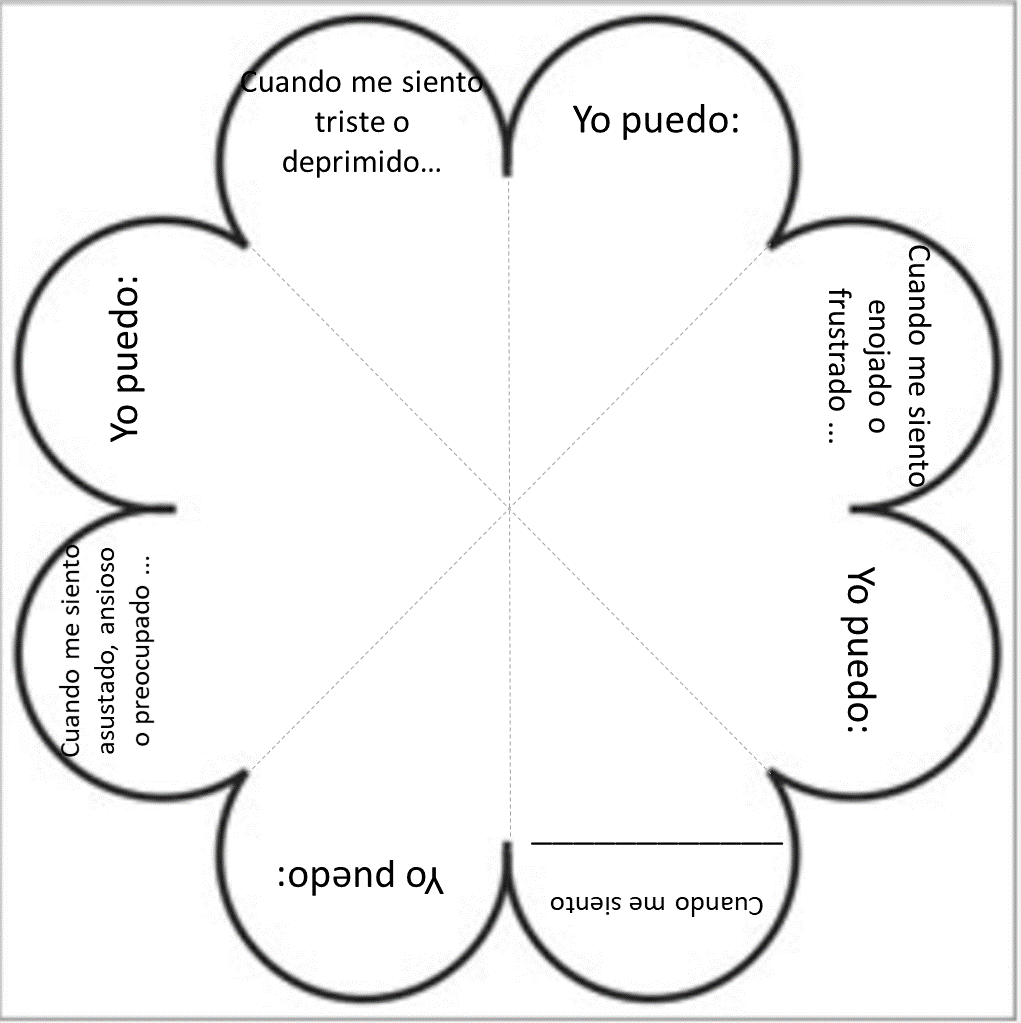 Cuando me siento
triste o
deprimido...
Yo puedo:
Cuando me siento
enojado o
frustrado ...
Yo puedo:
Cuando me siento
_______________
Yo puedo:
Cuando me siento
asustado, ansioso
o preocupado ...
Yo puedo: